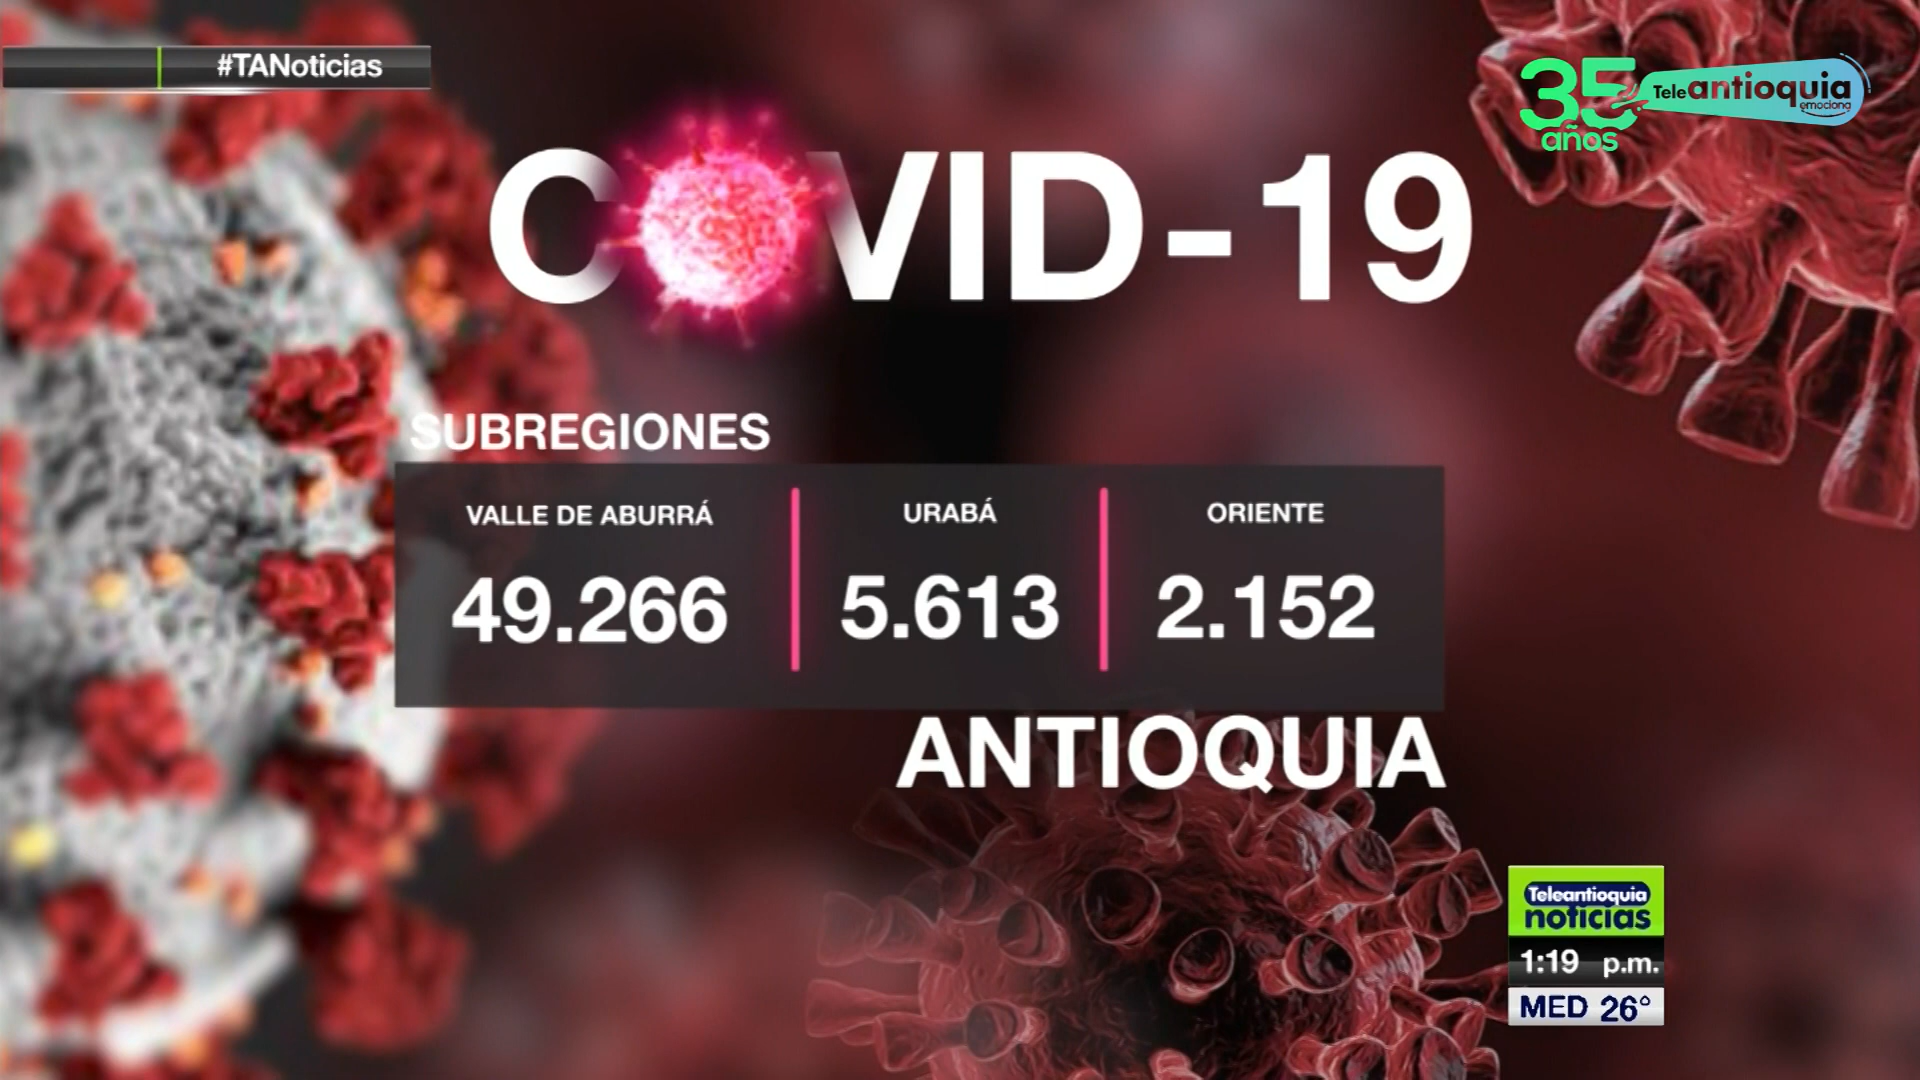 #TANoticias
35 años
Teleantioquia
emociona
COVID-19
SUBREGIONES
VALLE DE ABURRÁ
49.266
URABÁ
5.613
ORIENTE
2.152
ANTIOQUIA
Teleantioquia
noticias
1:19 p.m.
MED 26°